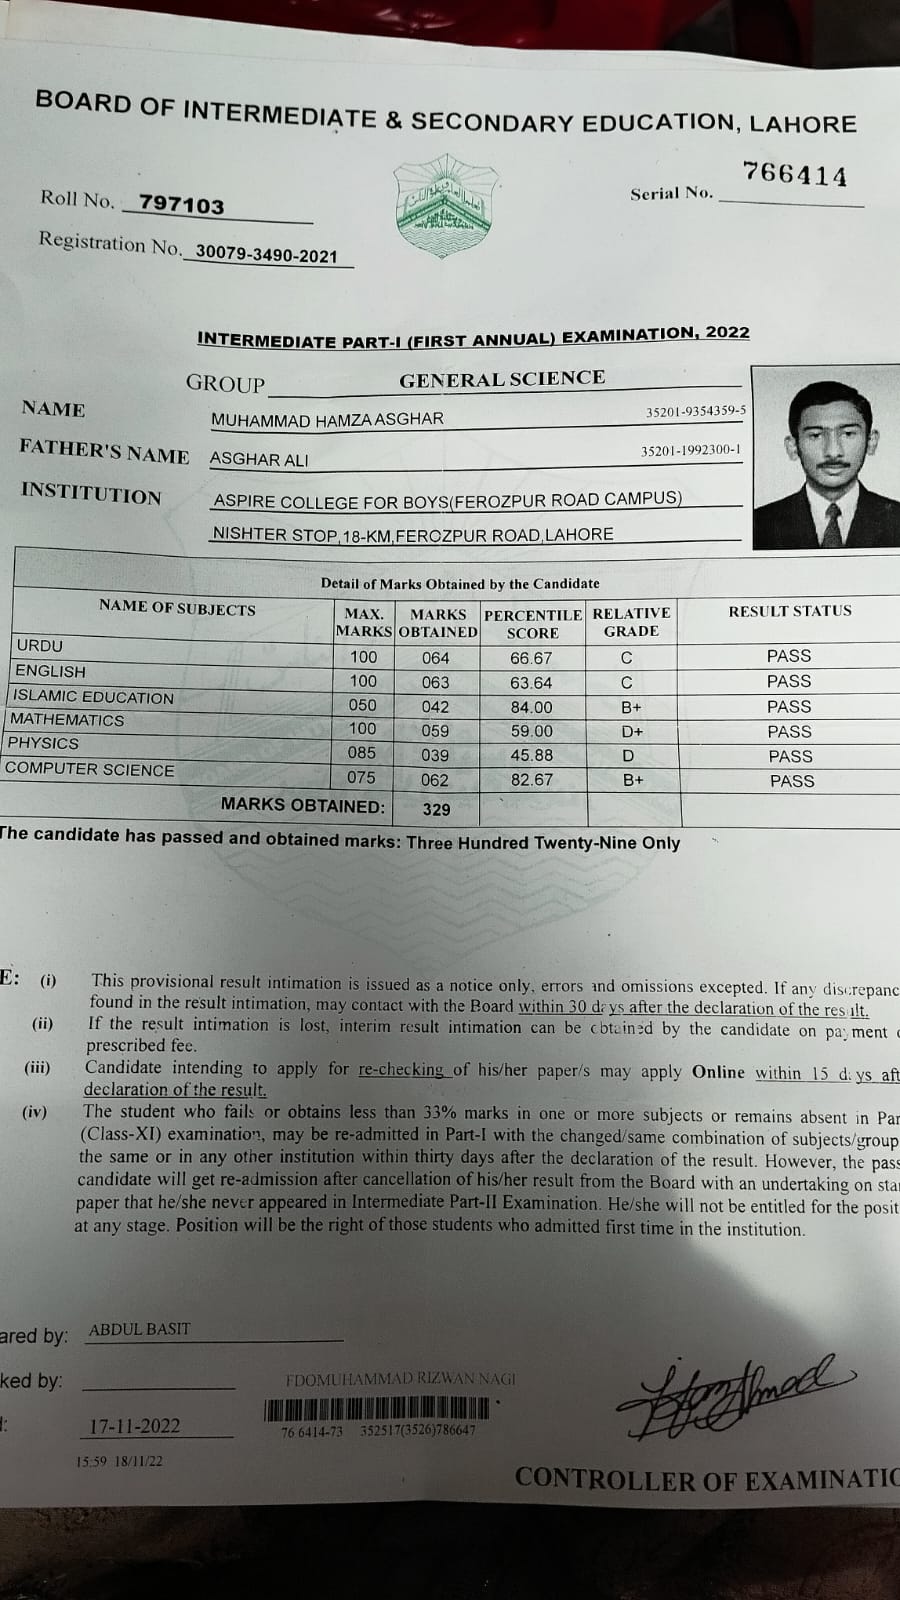 BOARD OF INTERMEDIATE & SECONDARY EDUCATION, LAHORE
Roll No. 797103
Serial No. 766414
Registration No. 30079-3490-2021
INTERMEDIATE PART-I (FIRST ANNUAL) EXAMINATION, 2022
GROUP GENERAL SCIENCE
NAME MUHAMMAD HAMZA ASGHAR 35201-9354359-5
FATHER'S NAME ASGHAR ALI 35201-1992300-1
INSTITUTION ASPIRE COLLEGE FOR BOYS(FEROZPUR ROAD CAMPUS)
NISHTER STOP,18-KM,FEROZPUR ROAD,LAHORE
Detail of Marks Obtained by the Candidate
NAME OF SUBJECTS MAX. MARKS MARKS OBTAINED PERCENTILE SCORE RELATIVE GRADE RESULT STATUS
URDU 100 064 66.67 C PASS
ENGLISH 100 063 63.64 C PASS
ISLAMIC EDUCATION 050 042 84.00 B+ PASS
MATHEMATICS 100 059 59.00 D+ PASS
PHYSICS 085 039 45.88 D PASS
COMPUTER SCIENCE 075 062 82.67 B+ PASS
MARKS OBTAINED: 329
The candidate has passed and obtained marks: Three Hundred Twenty-Nine Only
E: (i) This provisional result intimation is issued as a notice only, errors and omissions excepted. If any discrepanc
found in the result intimation, may contact with the Board within 30 days after the declaration of the result.
(ii) If the result intimation is lost, interim result intimation can be obtained by the candidate on payment
prescribed fee.
(iii) Candidate intending to apply for re-checking of his/her paper/s may apply Online within 15 days aft
declaration of the result.
(iv) The student who fails or obtains less than 33% marks in one or more subjects or remains absent in Par
(Class-XI) examination, may be re-admitted in Part-I with the changed/same combination of subjects/group
the same or in any other institution within thirty days after the declaration of the result. However, the pass
candidate will get re-admission after cancellation of his/her result from the Board with an undertaking on sta
paper that he/she never appeared in Intermediate Part-II Examination. He/she will not be entitled for the posit
at any stage. Position will be the right of those students who admitted first time in the institution.
ared by: ABDUL BASIT
ked by:
FDOMUHAMMAD RIZWAN NAGI
17-11-2022
76 6414-73 352517(3526)786647
15:59 18/11/22
CONTROLLER OF EXAMINATIO